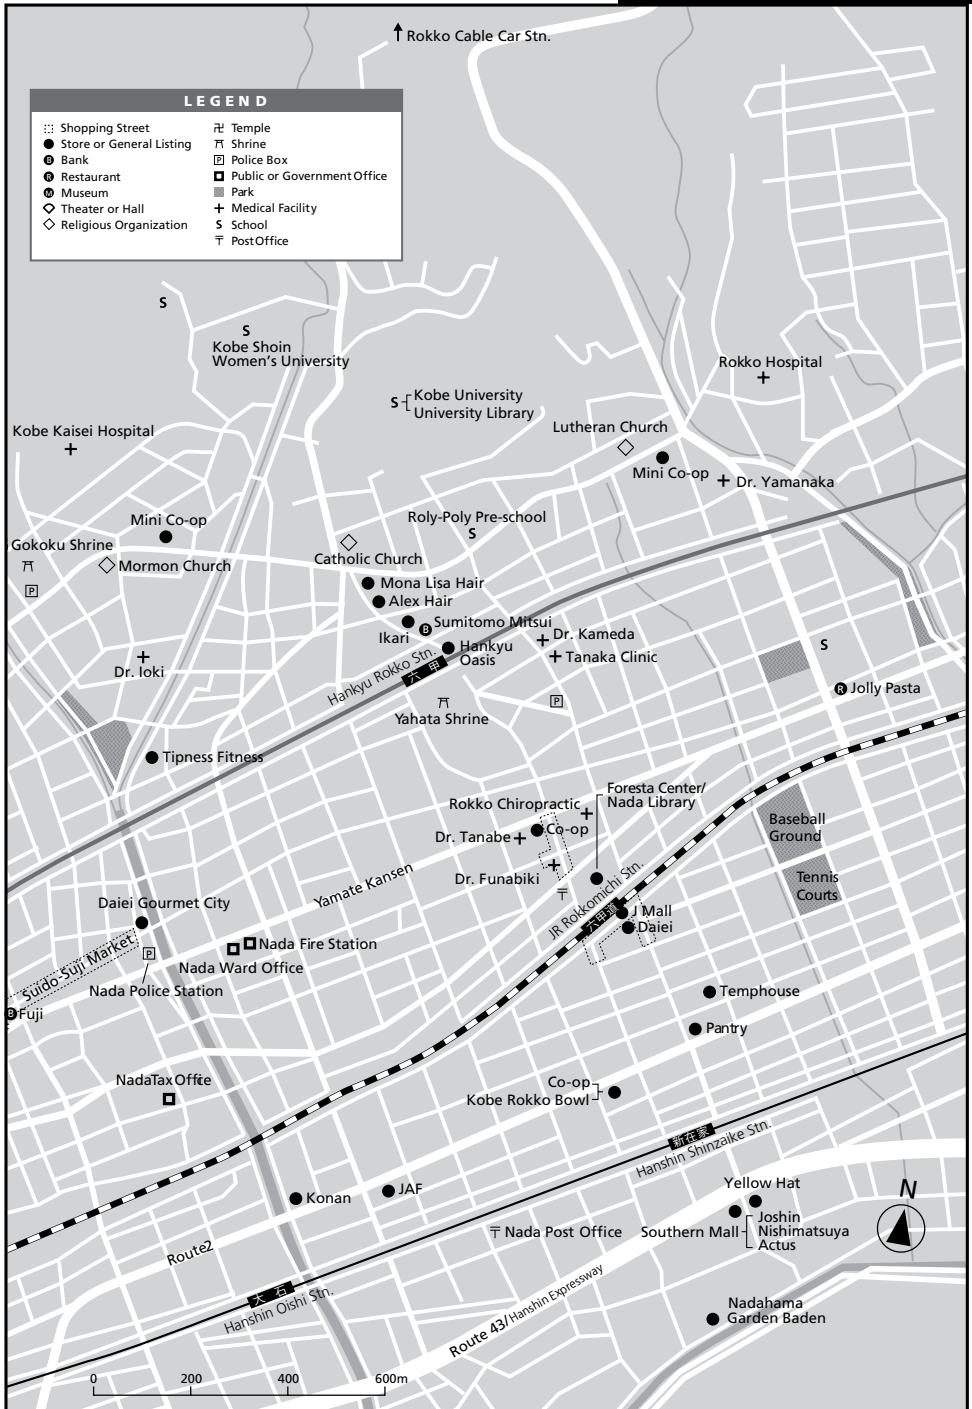 Rokko Cable Car Stn.
LEGEND
Shopping Street
Store or General Listing
B Bank
R Restaurant
M Museum
Theater or Hall
Religious Organization
卍 Temple
Shrine
P Police Box
Public or Government Office
Park
Medical Facility
S School
〒 Post Office
S
S
Kobe Shoin
Women's University
Rokko Hospital
S
Kobe University
University Library
Lutheran Church
Kobe Kaisei Hospital
Mini Co-op
Dr. Yamanaka
Roly-Poly Pre-school
S
Mini Co-op
Gokoku Shrine
Mormon Church
P
Catholic Church
Mona Lisa Hair
Alex Hair
Ikari
B
Sumitomo Mitsui
Hankyu
Oasis
Dr. Kameda
Tanaka Clinic
S
Dr. Ioki
Hankyu Rokko Stn.
六甲
R
Jolly Pasta
Yahata Shrine
P
Tipness Fitness
Foresta Center/
Nada Library
Rokko Chiropractic
Co-op
Dr. Tanabe
Dr. Funabiki
〒
Baseball
Ground
Tennis
Courts
Yamate Kansen
JR Rokkomichi Stn.
六甲道
J Mall
Daiei
Daiei Gourmet City
Suido-Suji Market
P
Nada Fire Station
Nada Ward Office
Nada Police Station
B
Fuji
Temphouse
Pantry
Nada Tax Offfce
Co-op
Kobe Rokko Bowl
新在家
Hanshin Shinzaike Stn.
Konan
JAF
Yellow Hat
Southern Mall
Joshin
Nishimatsuya
Actus
N
〒 Nada Post Office
Route2
大石
Hanshin Oishi Stn.
Route 43/Hanshin Expressway
Nadahama
Garden Baden
0 200 400 600m